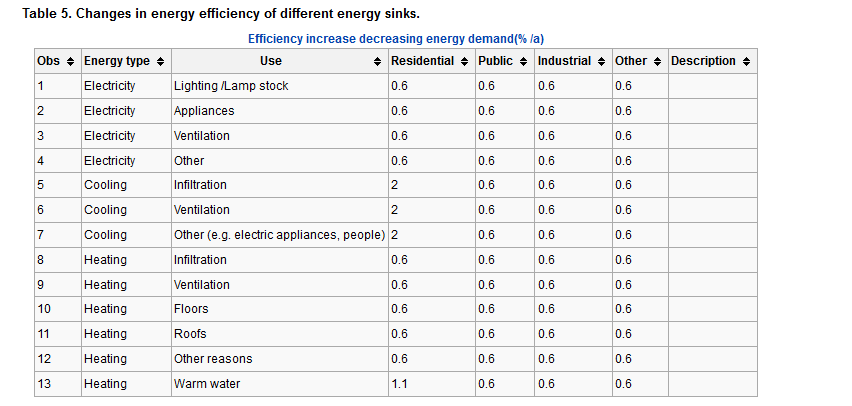 Table 5. Changes in energy efficiency of different energy sinks.
Efficiency increase decreasing energy demand(% /a)
Obs Energy type Use Residential Public Industrial Other Description
1 Electricity Lighting /Lamp stock 0.6 0.6 0.6 0.6
2 Electricity Appliances 0.6 0.6 0.6 0.6
3 Electricity Ventilation 0.6 0.6 0.6 0.6
4 Electricity Other 0.6 0.6 0.6 0.6
5 Cooling Infiltration 2 0.6 0.6 0.6
6 Cooling Ventilation 2 0.6 0.6 0.6
7 Cooling Other (e.g. electric appliances, people) 2 0.6 0.6 0.6
8 Heating Infiltration 0.6 0.6 0.6 0.6
9 Heating Ventilation 0.6 0.6 0.6 0.6
10 Heating Floors 0.6 0.6 0.6 0.6
11 Heating Roofs 0.6 0.6 0.6 0.6
12 Heating Other reasons 0.6 0.6 0.6 0.6
13 Heating Warm water 1.1 0.6 0.6 0.6